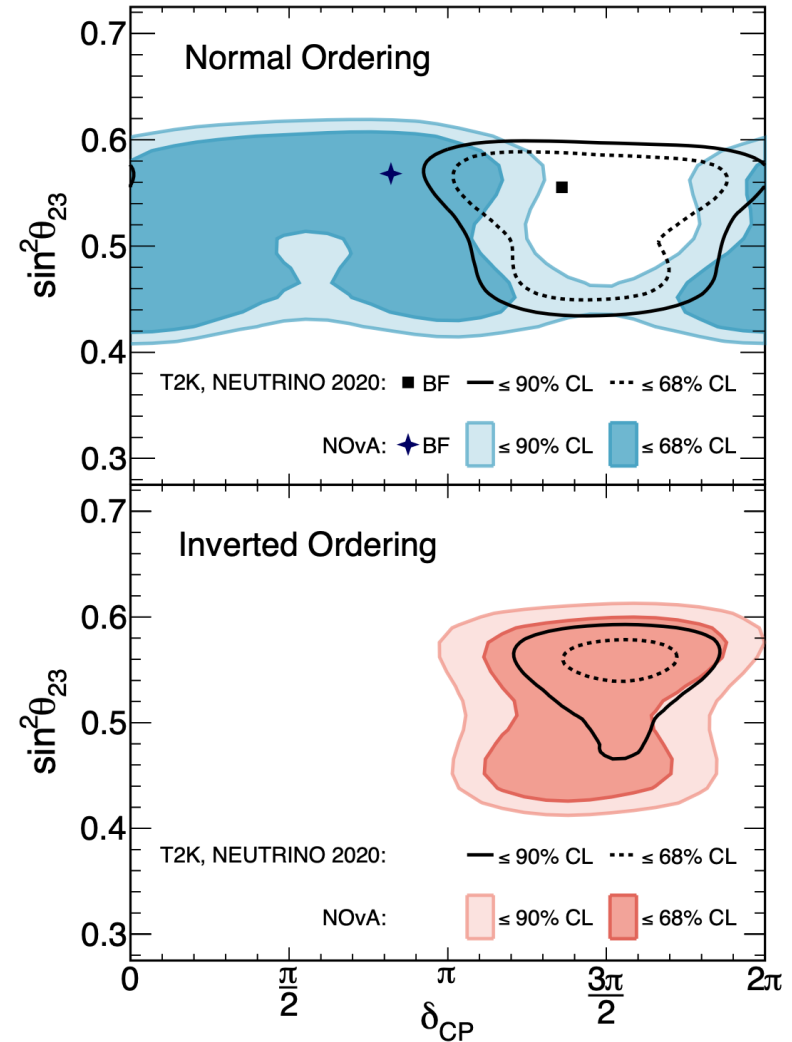 0.7
Normal Ordering
0.6
0.5
sin²θ₂₃
0.4
T2K, NEUTRINO 2020: BF ≤ 90% CL ≤ 68% CL
NOvA: BF ≤ 90% CL ≤ 68% CL
0.3
0.7
Inverted Ordering
0.6
0.5
sin²θ₂₃
0.4
T2K, NEUTRINO 2020: ≤ 90% CL ≤ 68% CL
NOvA: ≤ 90% CL ≤ 68% CL
0.3
0 π/2 π 3π/2 2π
δCP